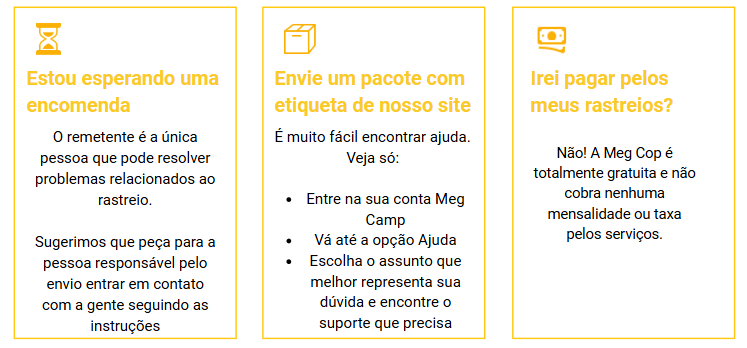 Estou esperando uma
encomenda
O remetente é a única
pessoa que pode resolver
problemas relacionados ao
rastreio.
Sugerimos que peça para a
pessoa responsável pelo
envio entrar em contato
com a gente seguindo as
instruções
Envie um pacote com
etiqueta de nosso site
É muito fácil encontrar ajuda.
Veja só:
• Entre na sua conta Meg
Camp
• Vá até a opção Ajuda
• Escolha o assunto que
melhor representa sua
dúvida e encontre o
suporte que precisa
Irei pagar pelos
meus rastreios?
Não! A Meg Cop é
totalmente gratuita e não
cobra nenhuma
mensalidade ou taxa
pelos serviços.